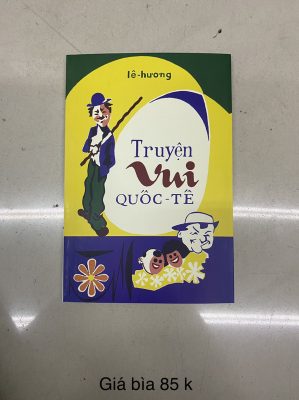 lê-hương
Truyện
Vui
QUỐC-TẾ
Giá bìa 85 k